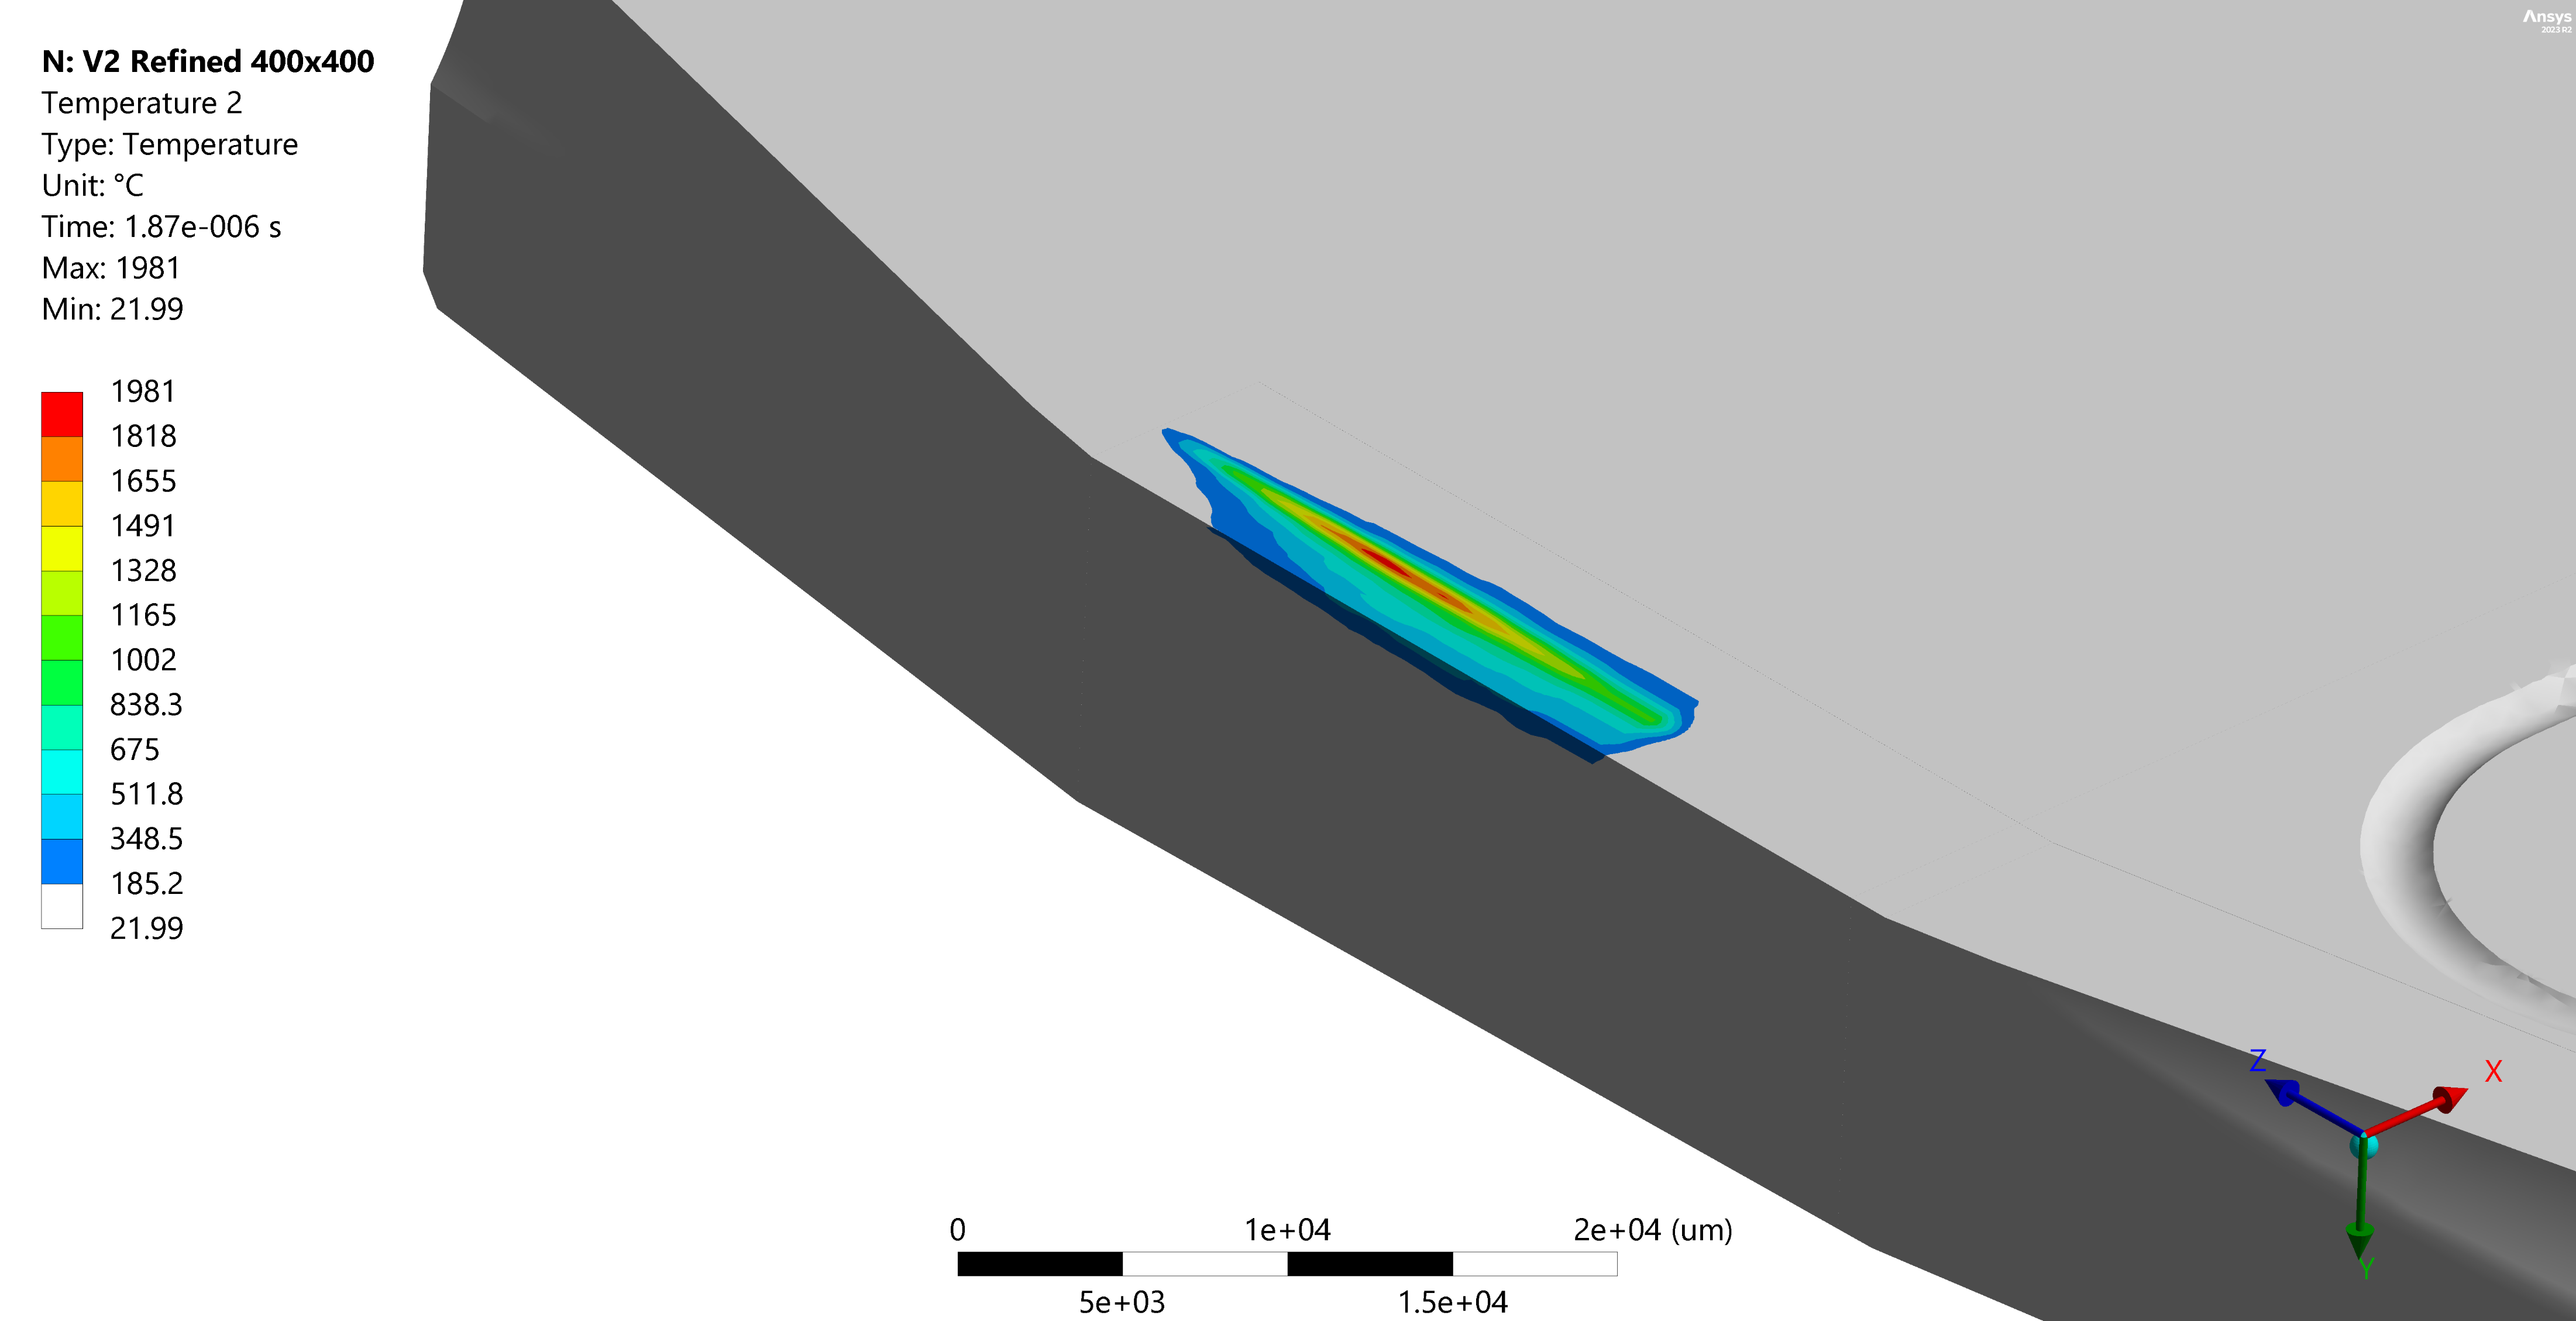 Ansys
2023 R2
N: V2 Refined 400x400
Temperature 2
Type: Temperature
Unit: °C
Time: 1.87e-006 s
Max: 1981
Min: 21.99
1981
1818
1655
1491
1328
1165
1002
838.3
675
511.8
348.5
185.2
21.99
0
1e+04
2e+04 (um)
5e+03
1.5e+04
Z
X
Y